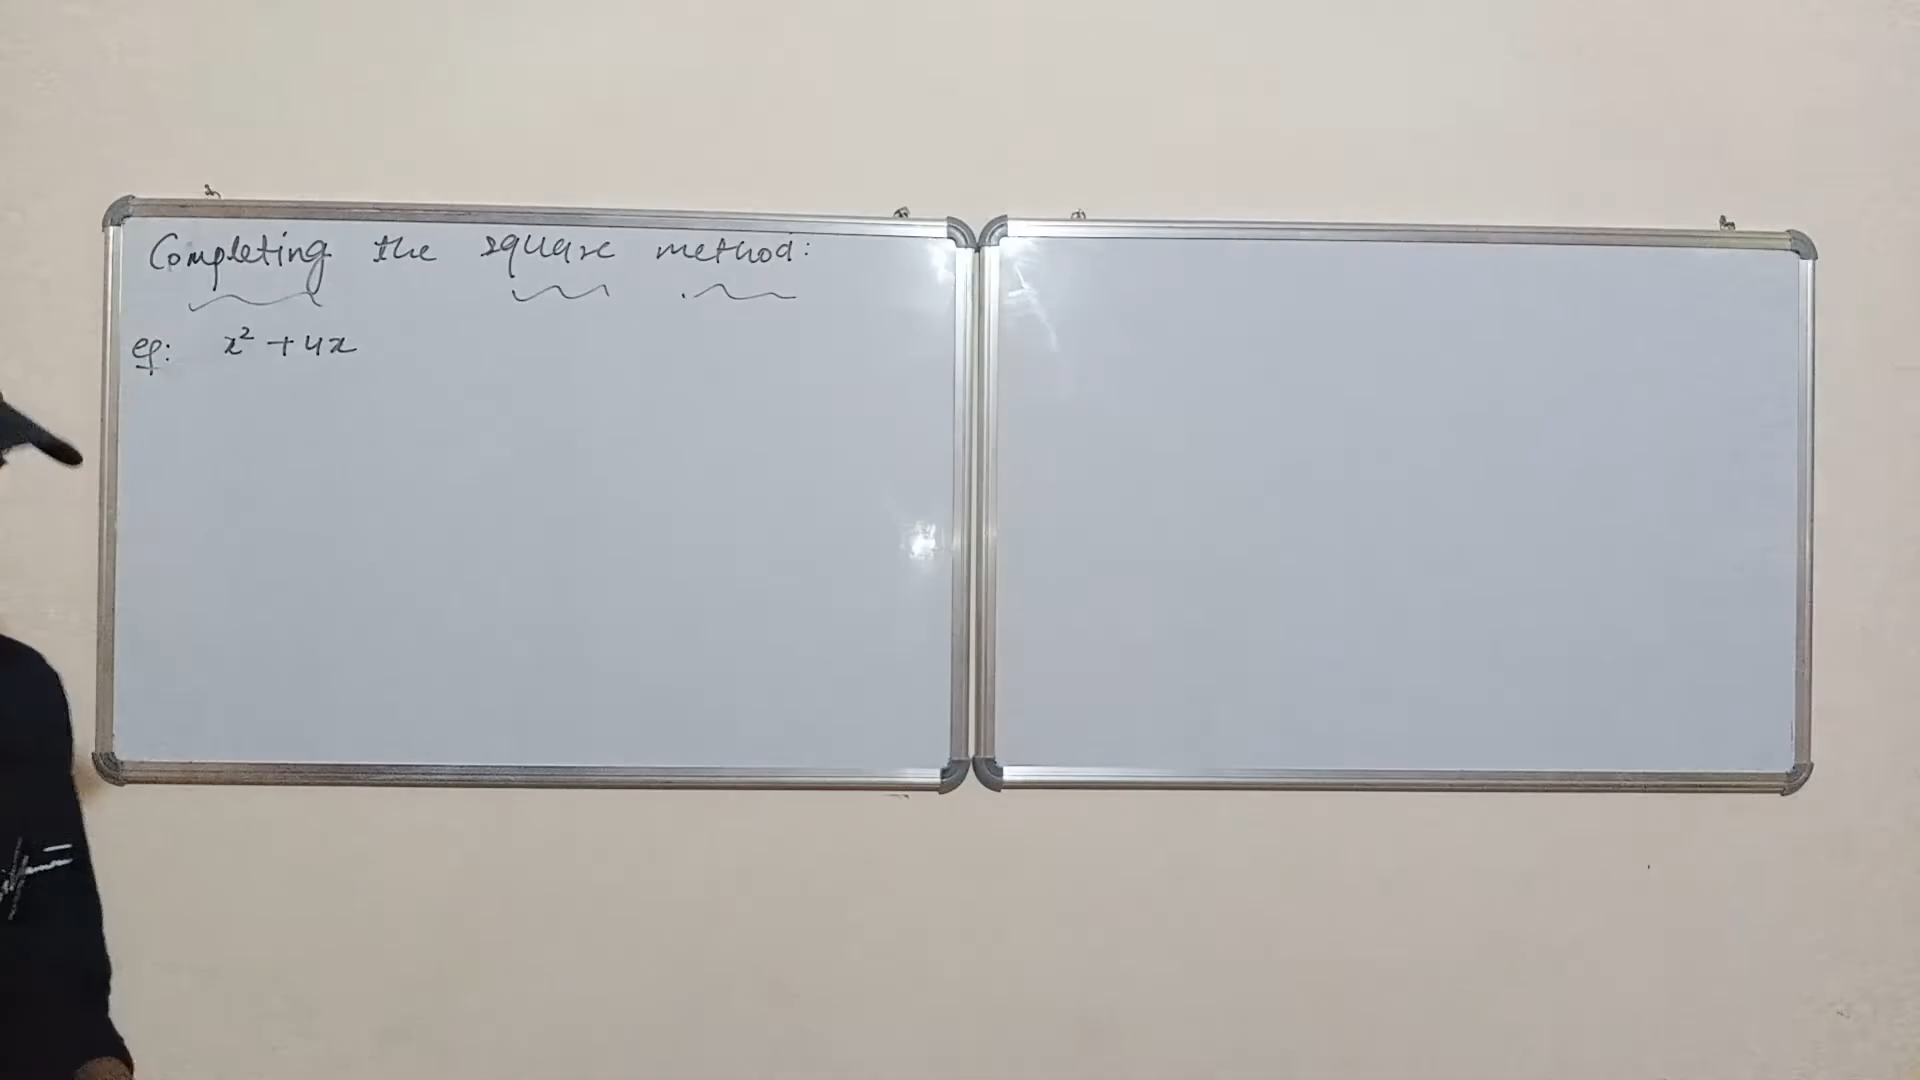 Completing the square method:
eg: x² + 4x